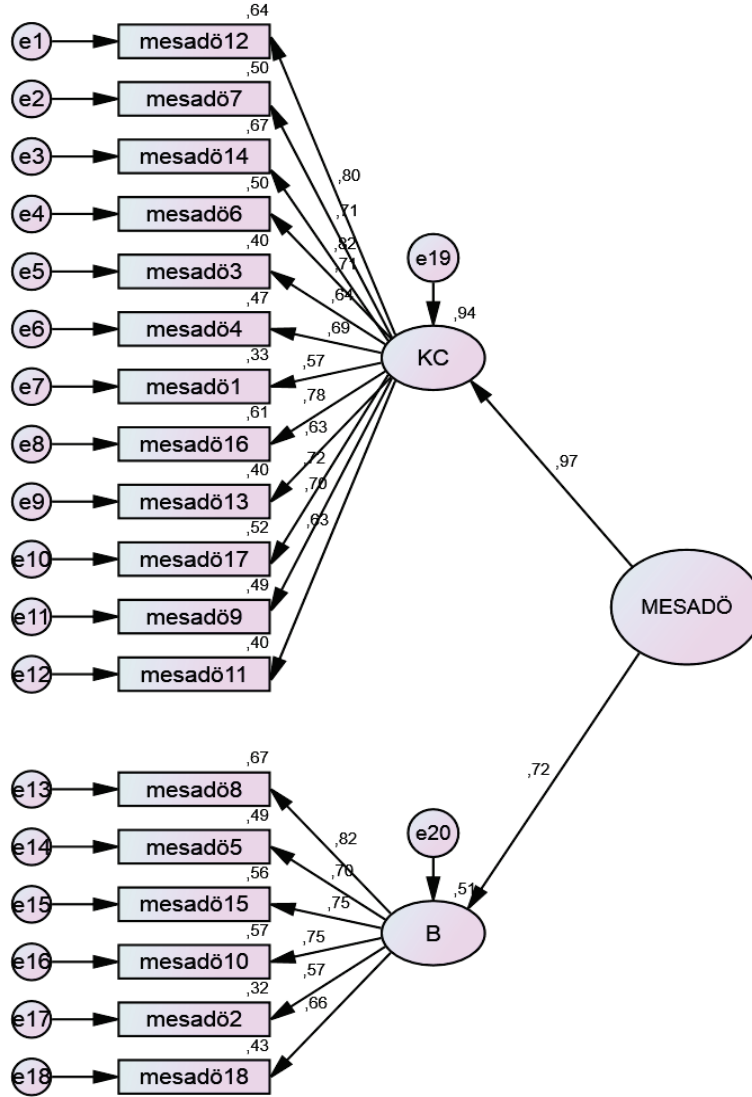 ,64
e1 mesadö12
,50
e2 mesadö7
,67
e3 mesadö14
,50
e4 mesadö6
,40
e5 mesadö3
,47
e6 mesadö4
,33
e7 mesadö1
,61
e8 mesadö16
,40
e9 mesadö13
,52
e10 mesadö17
,49
e11 mesadö9
,40
e12 mesadö11
,80
,71
,82
,71
,64
,69
,57
,78
,63
,72
,70
,63
e19
,94
KC
,97
MESADÖ
,72
,67
e13 mesadö8
,49
e14 mesadö5
,56
e15 mesadö15
,57
e16 mesadö10
,32
e17 mesadö2
,43
e18 mesadö18
,82
,70
,75
,75
,57
,66
e20
,51
B